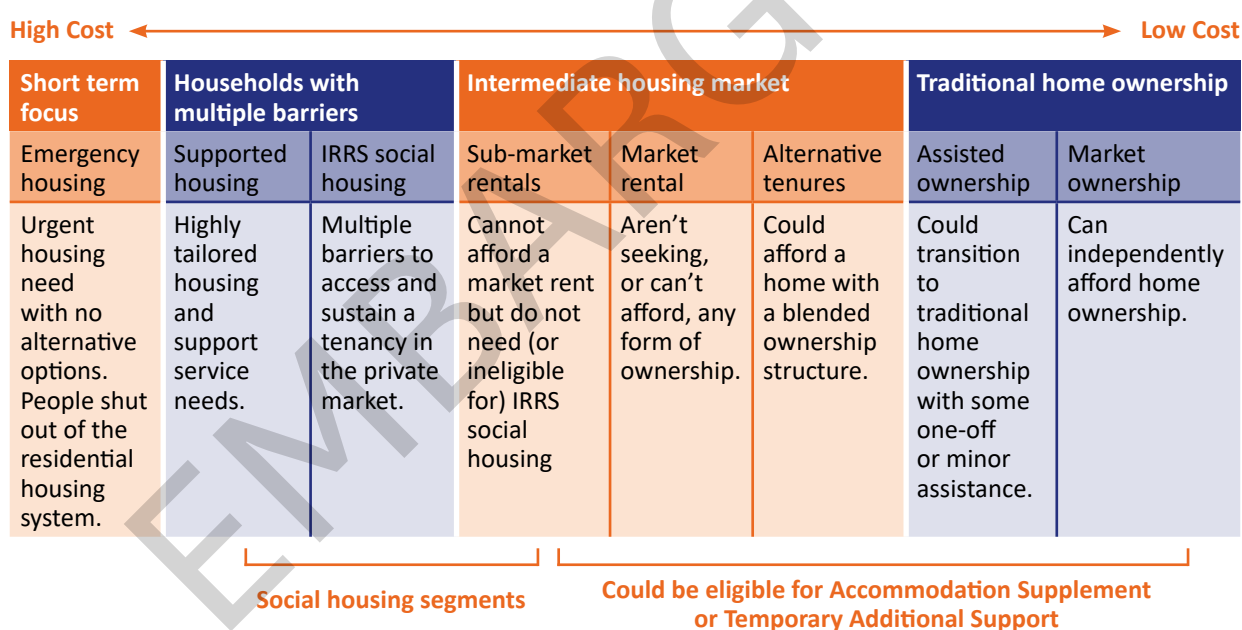 High Cost
Low Cost
Short term
focus
Households with
multiple barriers
Intermediate housing market
Traditional home ownership
Emergency
housing
Supported
housing
IRRS social
housing
Sub-market
rentals
Market
rental
Alternative
tenures
Assisted
ownership
Market
ownership
Urgent
housing
need
with no
alternative
options.
People shut
out of the
residential
housing
system.
Highly
tailored
housing
and
support
service
needs.
Multiple
barriers to
access and
sustain a
tenancy in
the private
market.
Cannot
afford a
market rent
but do not
need (or
ineligible
for) IRRS
social
housing
Aren't
seeking,
or can't
afford, any
form of
ownership.
Could
afford a
home with
a blended
ownership
structure.
Could
transition
to
traditional
home
ownership
with some
one-off
or minor
assistance.
Can
independently
afford home
ownership.
Social housing segments
Could be eligible for Accommodation Supplement
or Temporary Additional Support
EMBARG